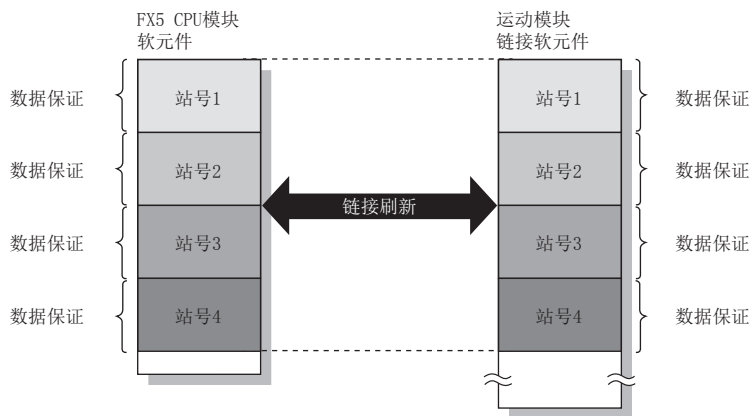 FX5 CPU模块
软元件
运动模块
链接软元件
数据保证
站号1
站号1
数据保证
数据保证
站号2
站号2
数据保证
链接刷新
数据保证
站号3
站号3
数据保证
数据保证
站号4
站号4
数据保证